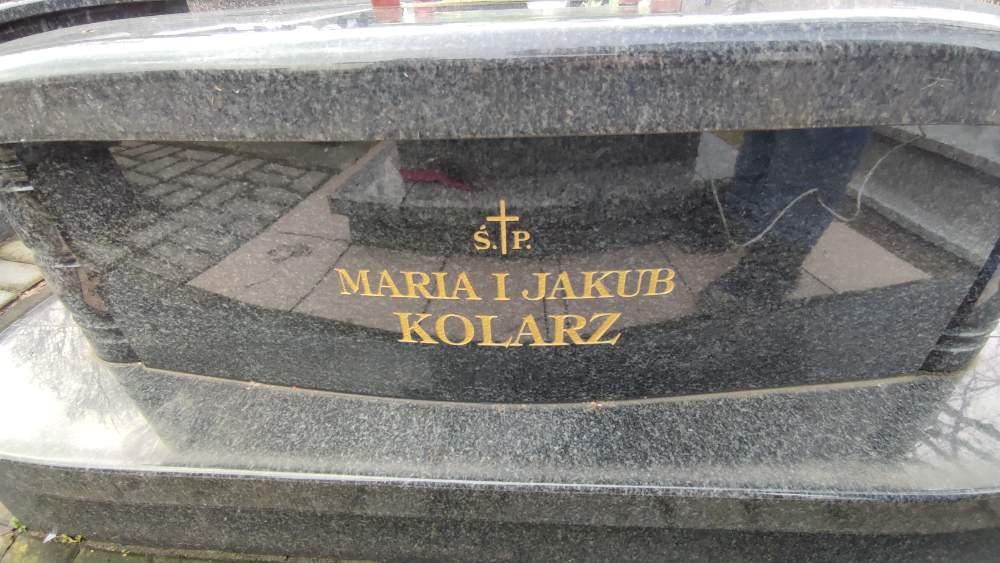 Ś.P.
MARIA I JAKUB
KOLARZ